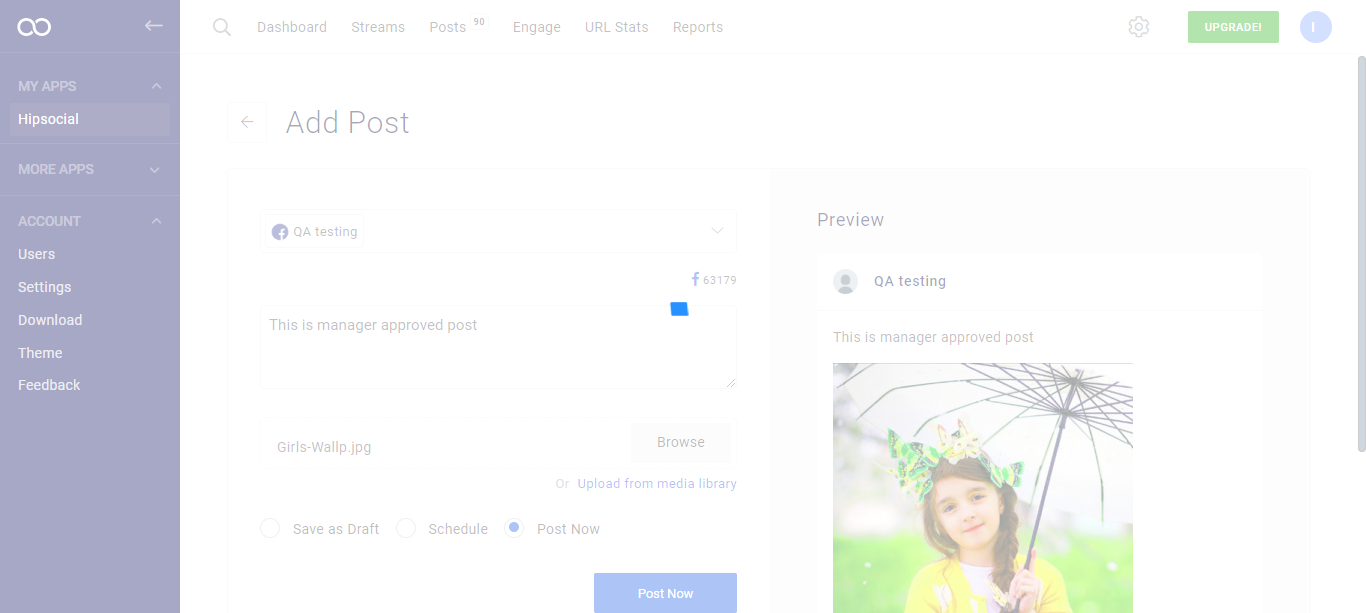 Dashboard Streams Posts 90 Engage URL Stats Reports UPGRADE! I
MY APPS
Hipsocial
MORE APPS
ACCOUNT
Users
Settings
Download
Theme
Feedback
Add Post
QA testing
63179
This is manager approved post
Girls-Wallp.jpg Browse
Or Upload from media library
Save as Draft Schedule Post Now
Post Now
Preview
QA testing
This is manager approved post